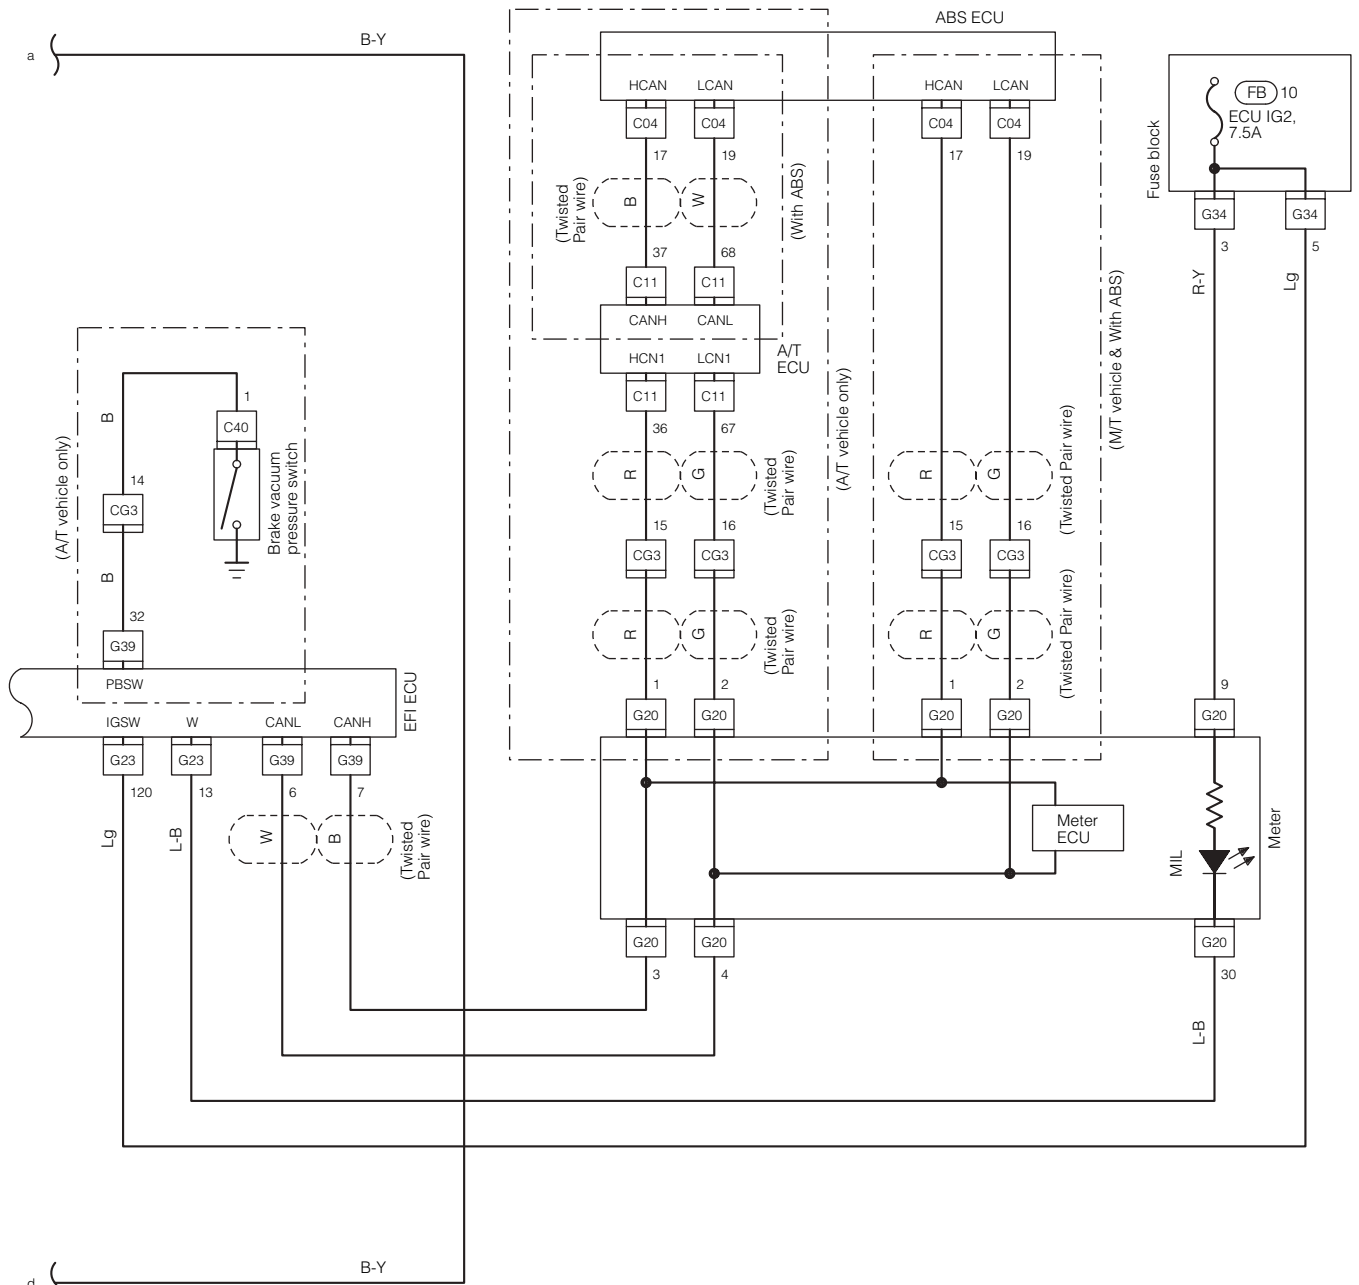 B-Y
a
ABS ECU
HCAN
LCAN
HCAN
LCAN
FB
10
ECU IG2,
7.5A
Fuse block
C04
C04
C04
C04
17
19
17
19
(Twisted
Pair wire)
B
W
(With ABS)
G34
G34
3
5
R-Y
Lg
37
68
C11
C11
CANH
CANL
HCN1
LCN1
A/T
ECU
C11
C11
36
67
(A/T vehicle only)
(M/T vehicle & With ABS)
R
G
(Twisted
Pair wire)
R
G
(Twisted Pair wire)
15
16
15
16
CG3
CG3
CG3
CG3
R
G
(Twisted
Pair wire)
R
G
(Twisted Pair wire)
1
2
1
2
9
G20
G20
G20
G20
G20
(A/T vehicle only)
B
1
C40
14
CG3
Brake vacuum
pressure switch
B
32
G39
PBSW
EFI ECU
IGSW
W
CANL
CANH
G23
G23
G39
G39
120
13
6
7
Lg
L-B
W
B
(Twisted
Pair wire)
Meter
ECU
MIL
Meter
G20
G20
G20
3
4
30
L-B
B-Y
d